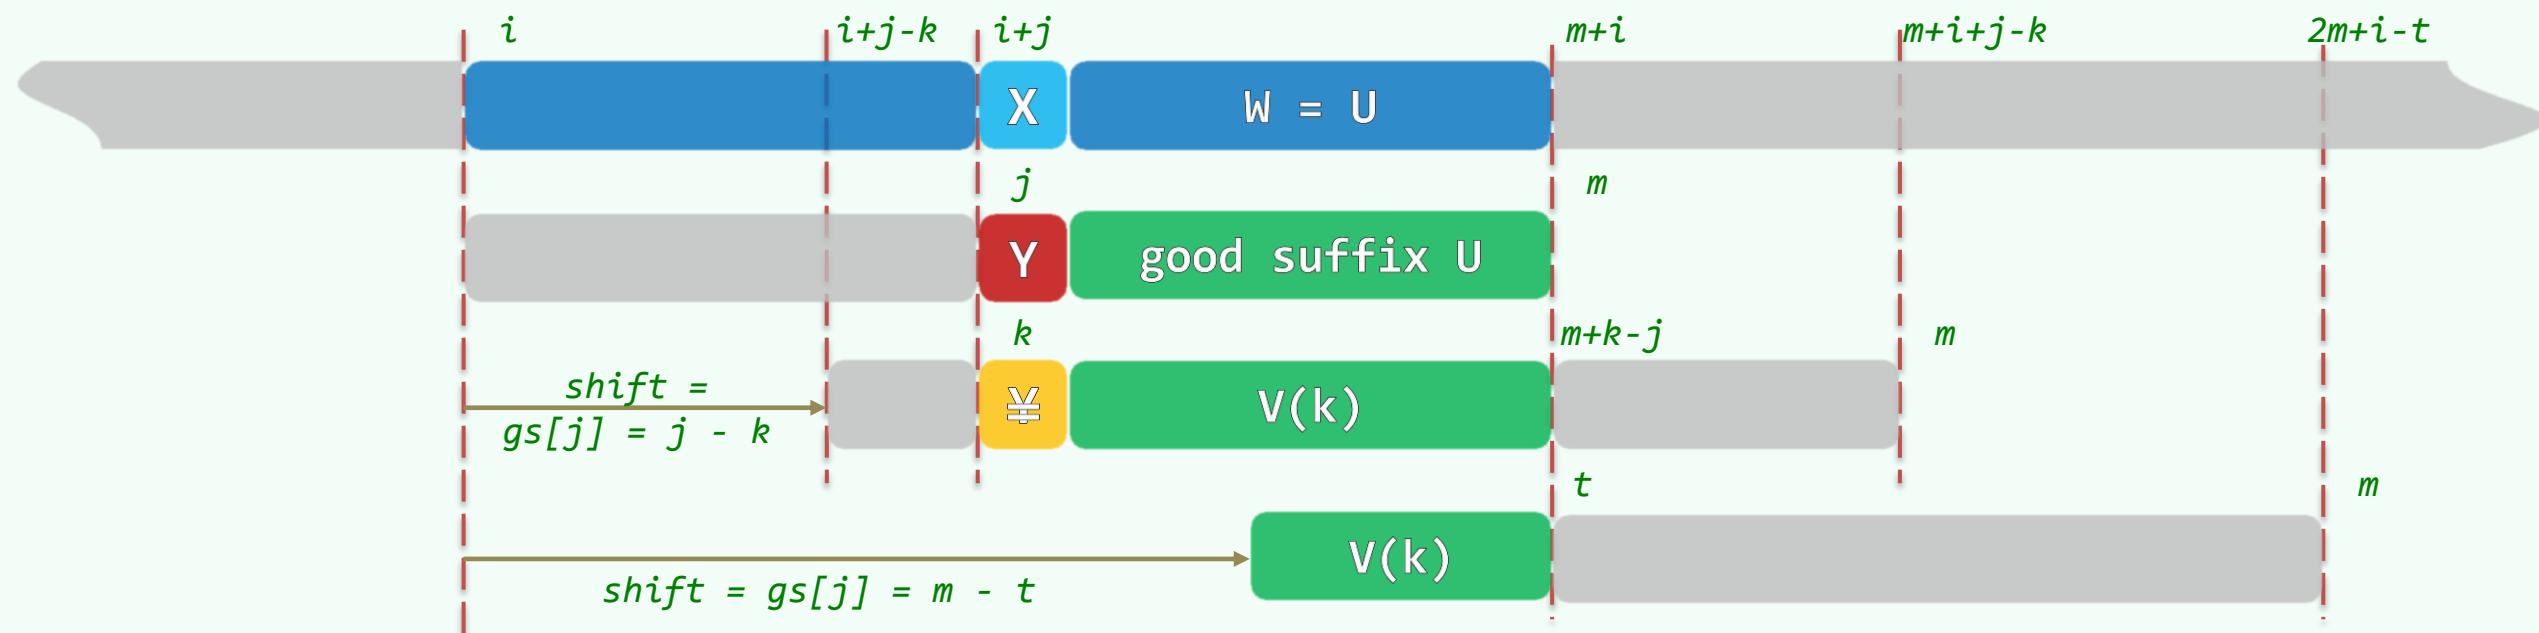 i i+j-k i+j m+i m+i+j-k 2m+i-t
X W = U
j m
Y good suffix U
k m+k-j m
shift =
¥ V(k)
gs[j] = j - k
t m
V(k)
shift = gs[j] = m - t